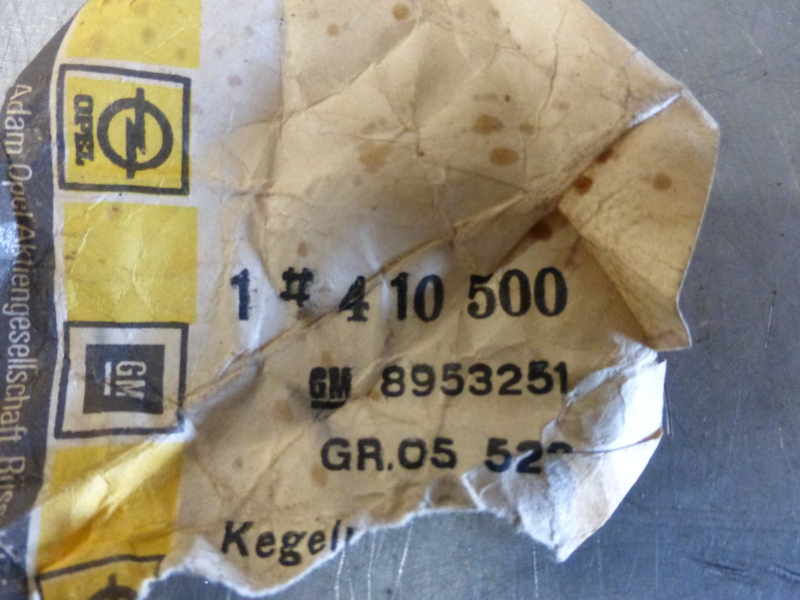 OPEL
Adam Opel Aktiengesellschaft
GM
1 # 4 10 500
GM 8953251
GR.05